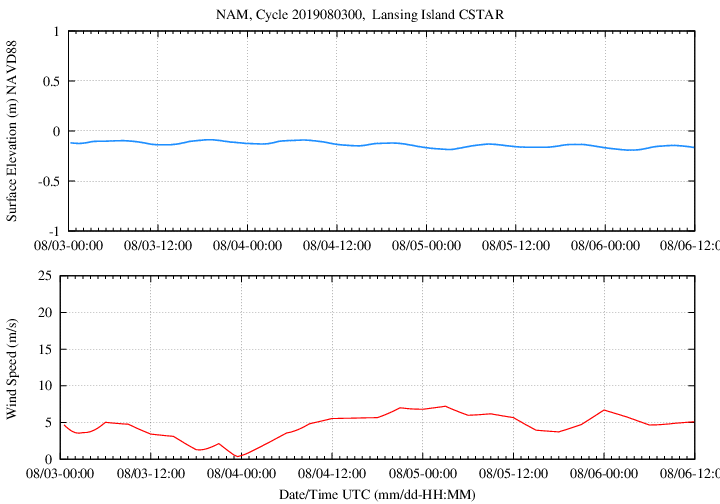 NAM, Cycle 2019080300,  Lansing Island CSTAR
Surface Elevation (m) NAVD88
1
0.5
0
-0.5
-1
08/03-00:00 08/03-12:00 08/04-00:00 08/04-12:00 08/05-00:00 08/05-12:00 08/06-00:00 08/06-12:0
Wind Speed (m/s)
25
20
15
10
5
0
08/03-00:00 08/03-12:00 08/04-00:00 08/04-12:00 08/05-00:00 08/05-12:00 08/06-00:00 08/06-12:0
Date/Time UTC (mm/dd-HH:MM)